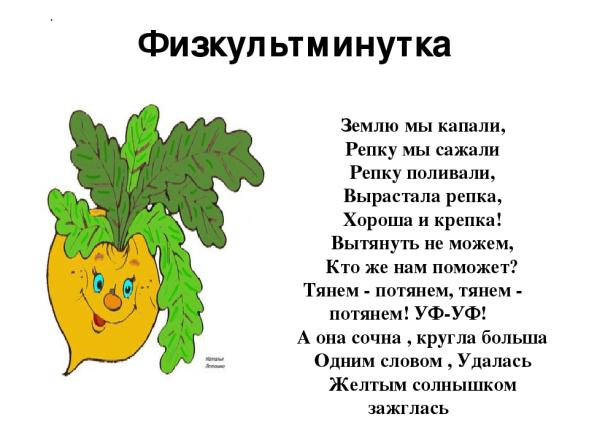 Физкультминутка
Землю мы капали,
Репку мы сажали
Репку поливали,
Вырастала репка,
Хороша и крепка!
Вытянуть не можем,
Кто же нам поможет?
Тянем - потянем, тянем -
потянем! УФ-УФ!
А она сочна , кругла больша
Одним словом , Удалась
Желтым солнышком
зажглась
Наталья